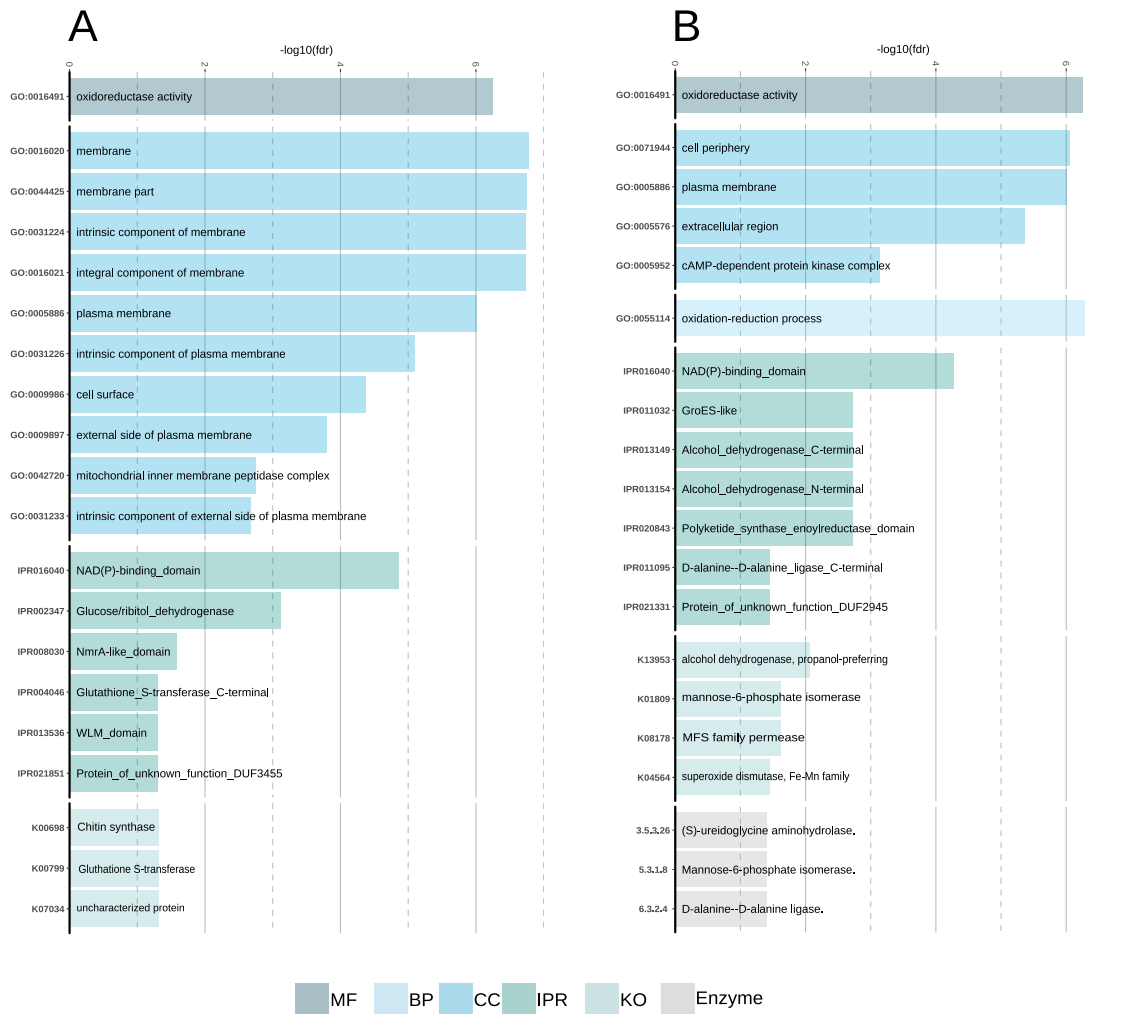 A
-log10(fdr)
0 2 4 6
GO:0016491 oxidoreductase activity
GO:0016020 membrane
GO:0044425 membrane part
GO:0031224 intrinsic component of membrane
GO:0016021 integral component of membrane
GO:0005886 plasma membrane
GO:0031226 intrinsic component of plasma membrane
GO:0009986 cell surface
GO:0009897 external side of plasma membrane
GO:0042720 mitochondrial inner membrane peptidase complex
GO:0031233 intrinsic component of external side of plasma membrane
IPR016040 NAD(P)-binding_domain
IPR002347 Glucose/ribitol_dehydrogenase
IPR008030 NmrA-like_domain
IPR004046 Glutathione_S-transferase_C-terminal
IPR013536 WLM_domain
IPR021851 Protein_of_unknown_function_DUF3455
K00698 Chitin synthase
K00799 Gluthatione S-transferase
K07034 uncharacterized protein
B
-log10(fdr)
0 2 4 6
GO:0016491 oxidoreductase activity
GO:0071944 cell periphery
GO:0005886 plasma membrane
GO:0005576 extracellular region
GO:0005952 cAMP-dependent protein kinase complex
GO:0055114 oxidation-reduction process
IPR016040 NAD(P)-binding_domain
IPR011032 GroES-like
IPR013149 Alcohol_dehydrogenase_C-terminal
IPR013154 Alcohol_dehydrogenase_N-terminal
IPR020843 Polyketide_synthase_enoylreductase_domain
IPR011095 D-alanine--D-alanine_ligase_C-terminal
IPR021331 Protein_of_unknown_function_DUF2945
K13953 alcohol dehydrogenase, propanol-preferring
K01809 mannose-6-phosphate isomerase
K08178 MFS family permease
K04564 superoxide dismutase, Fe-Mn family
3.5.3.26 (S)-ureidoglycine aminohydrolase.
5.3.1.8 Mannose-6-phosphate isomerase.
6.3.2.4 D-alanine--D-alanine ligase.
MF BP CC IPR KO Enzyme